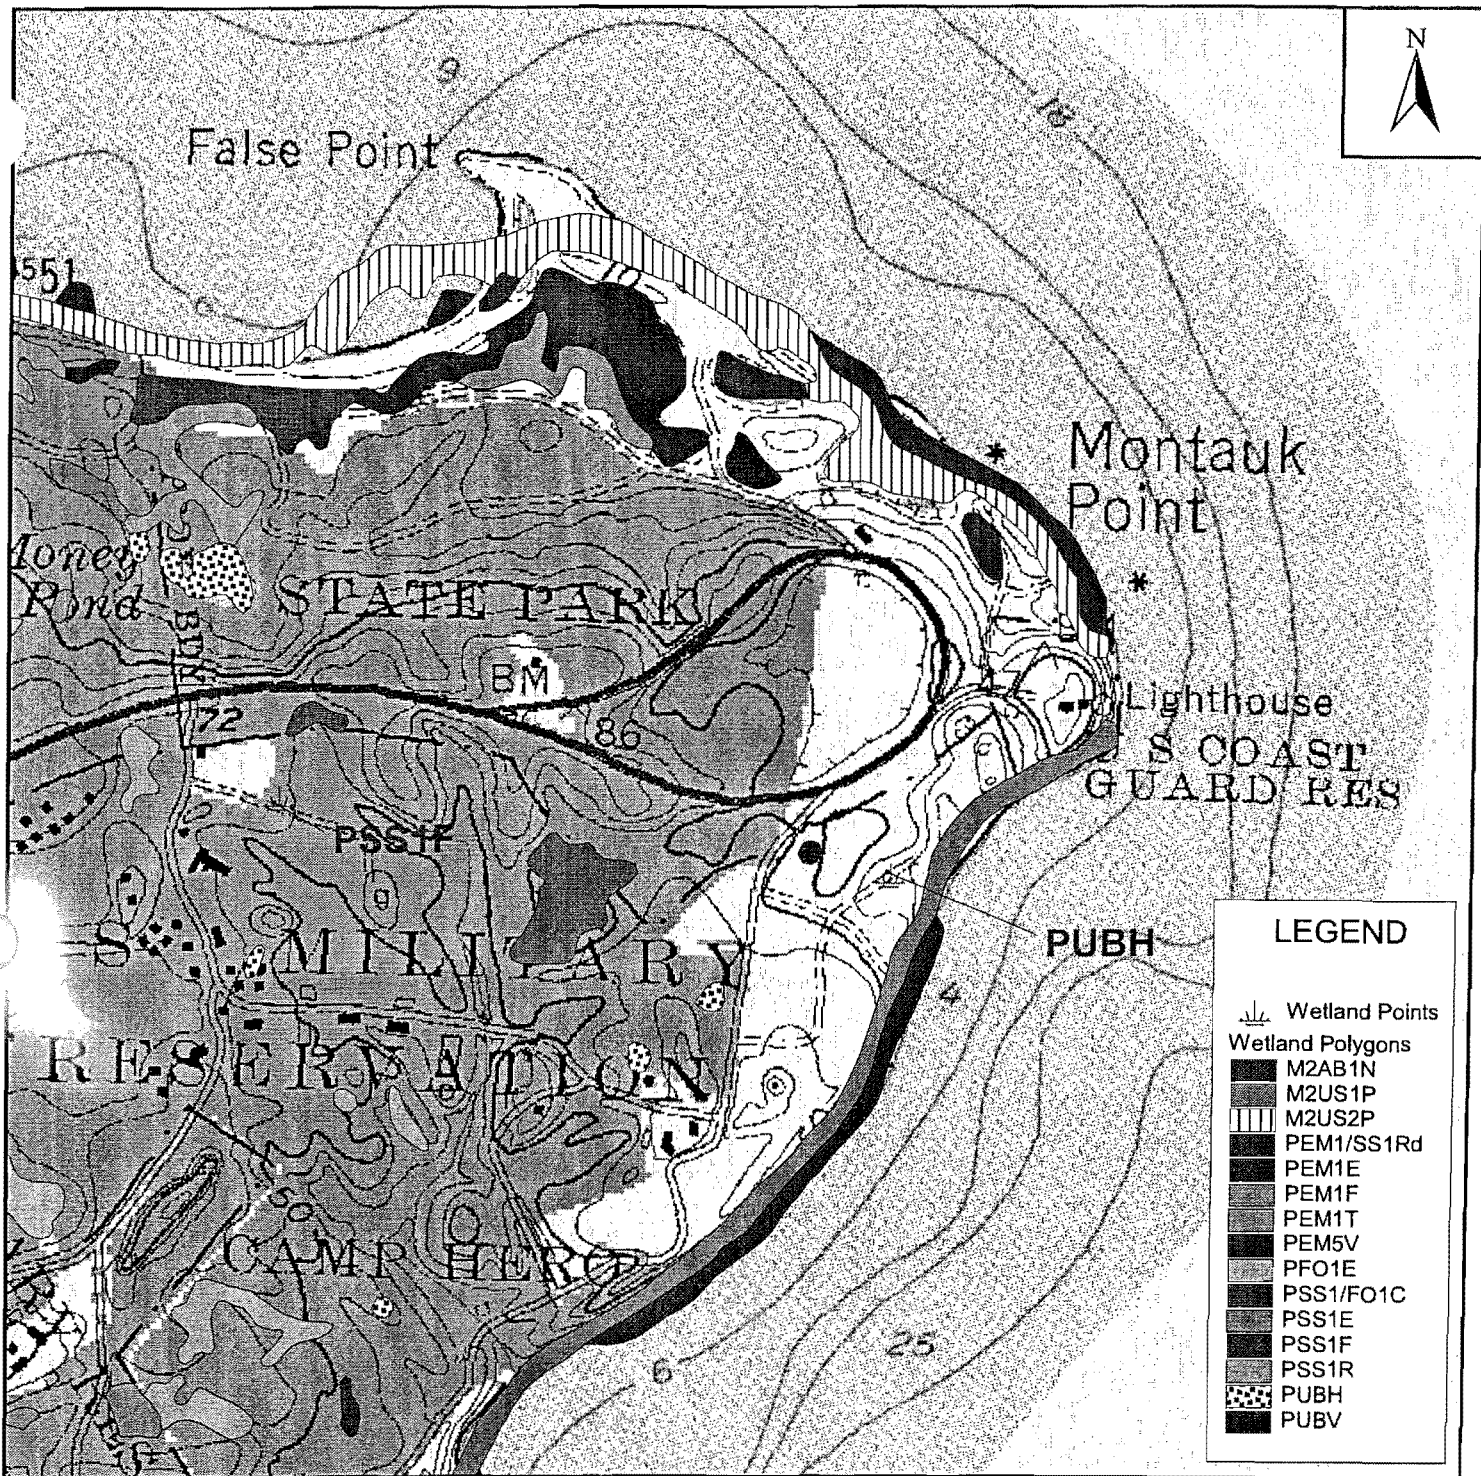 N
9
18
False Point
551
Montauk
Point
Money
Pond
STATE PARK
BDY
BM
72
86
Lighthouse
S COAST
GUARD RES
PSS1F
S MILITARY
PUBH
4
RESERVATION
50
CAMP HERO
25
6
LEGEND
Wetland Points
Wetland Polygons
M2AB1N
M2US1P
M2US2P
PEM1/SS1Rd
PEM1E
PEM1F
PEM1T
PEM5V
PFO1E
PSS1/FO1C
PSS1E
PSS1F
PSS1R
PUBH
PUBV